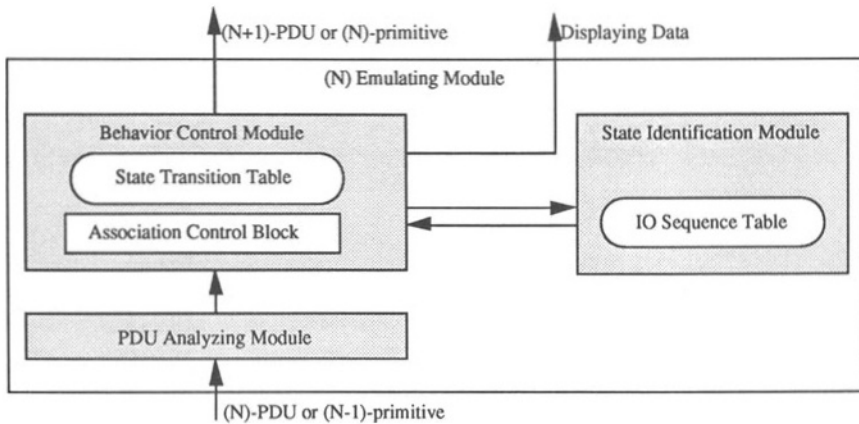 (N+1)-PDU or (N)-primitive
Displaying Data
(N) Emulating Module
Behavior Control Module
State Transition Table
Association Control Block
State Identification Module
IO Sequence Table
PDU Analyzing Module
(N)-PDU or (N-1)-primitive